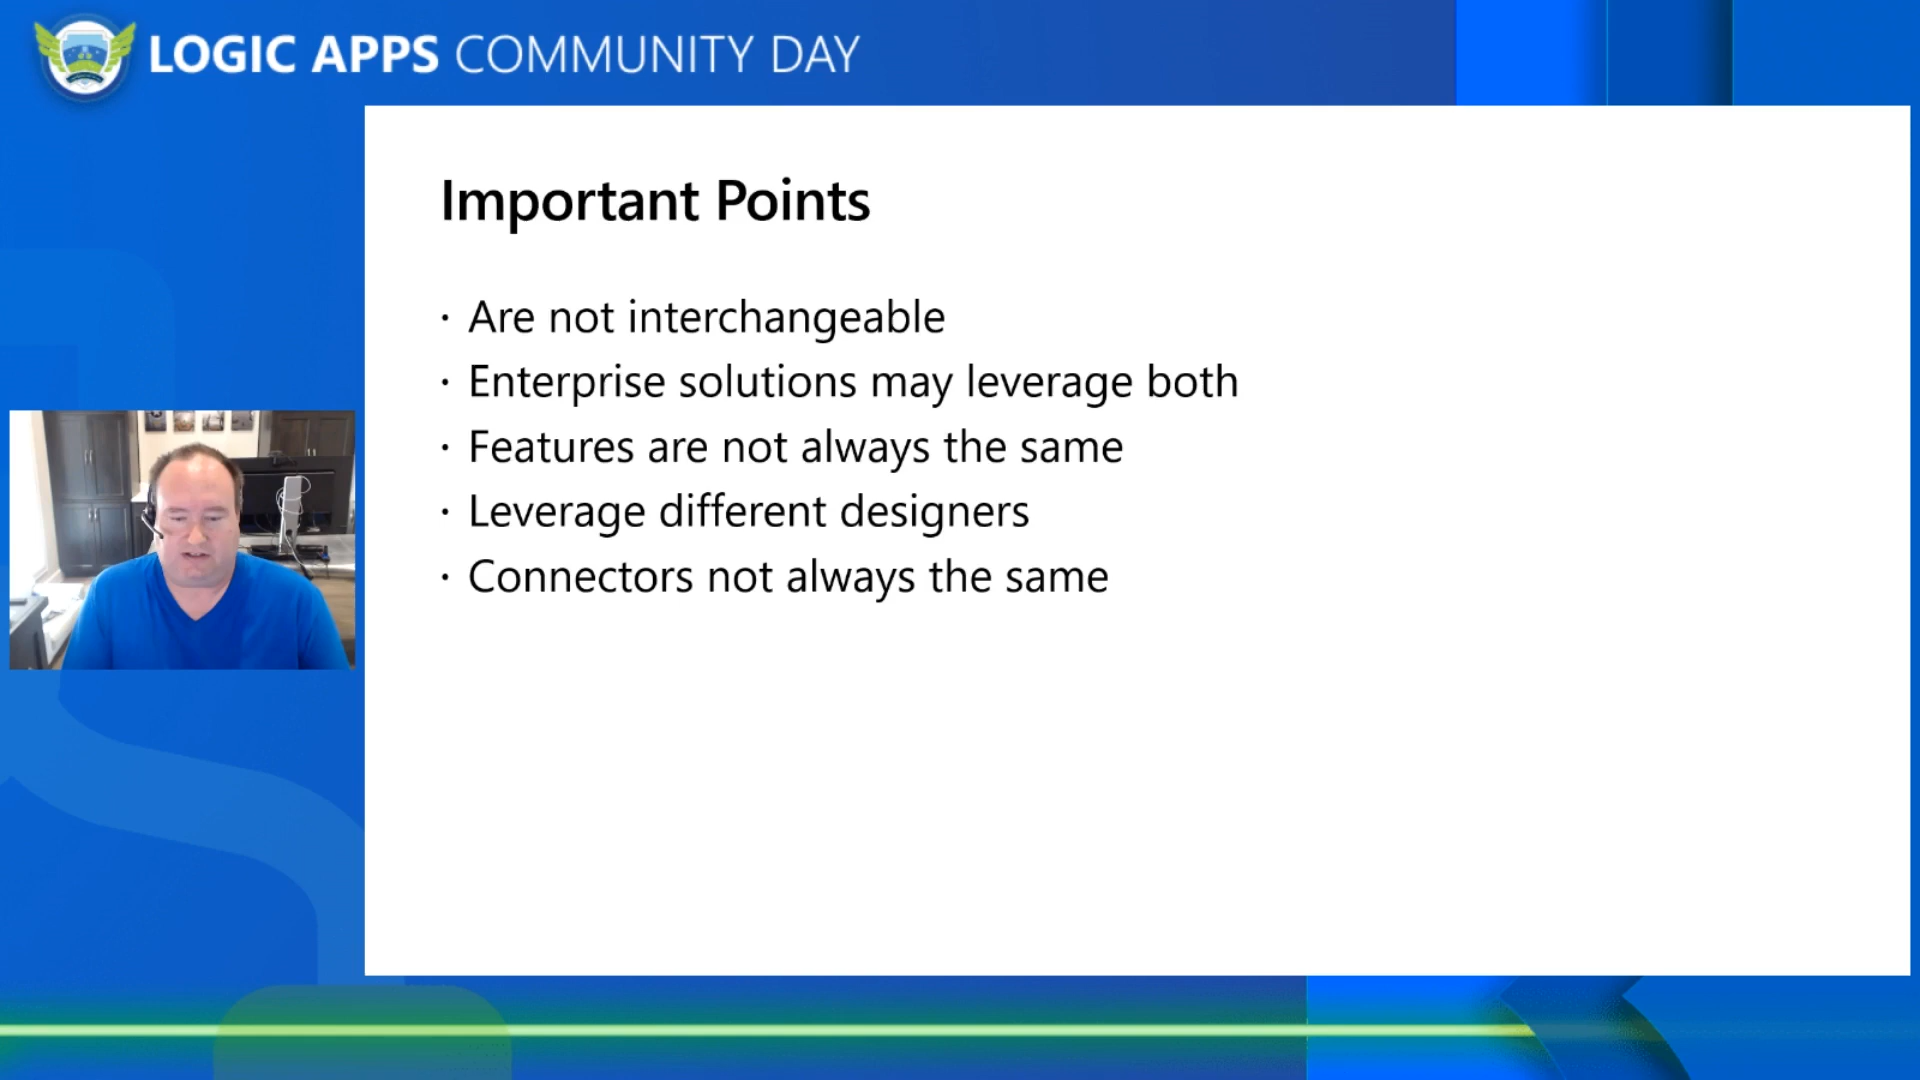 LOGIC APPS COMMUNITY DAY
Important Points
· Are not interchangeable
· Enterprise solutions may leverage both
· Features are not always the same
· Leverage different designers
· Connectors not always the same